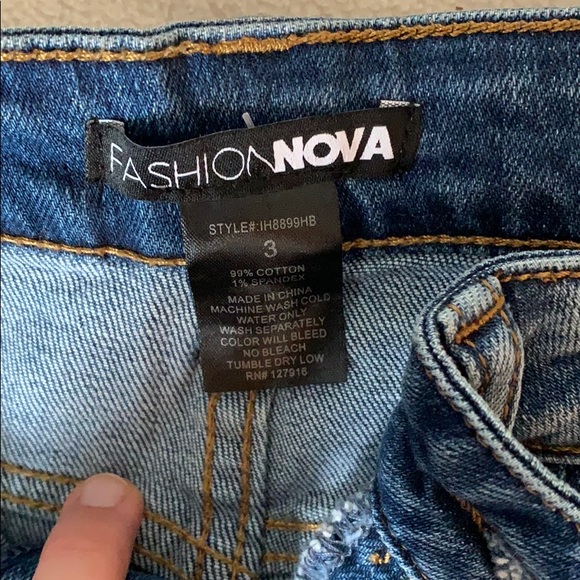 FASHIONNOVA
STYLE#:IH8899HB
3
99% COTTON
1% SPANDEX
MADE IN CHINA
MACHINE WASH COLD
WATER ONLY
WASH SEPARATELY
COLOR WILL BLEED
NO BLEACH
TUMBLE DRY LOW
RN# 127916